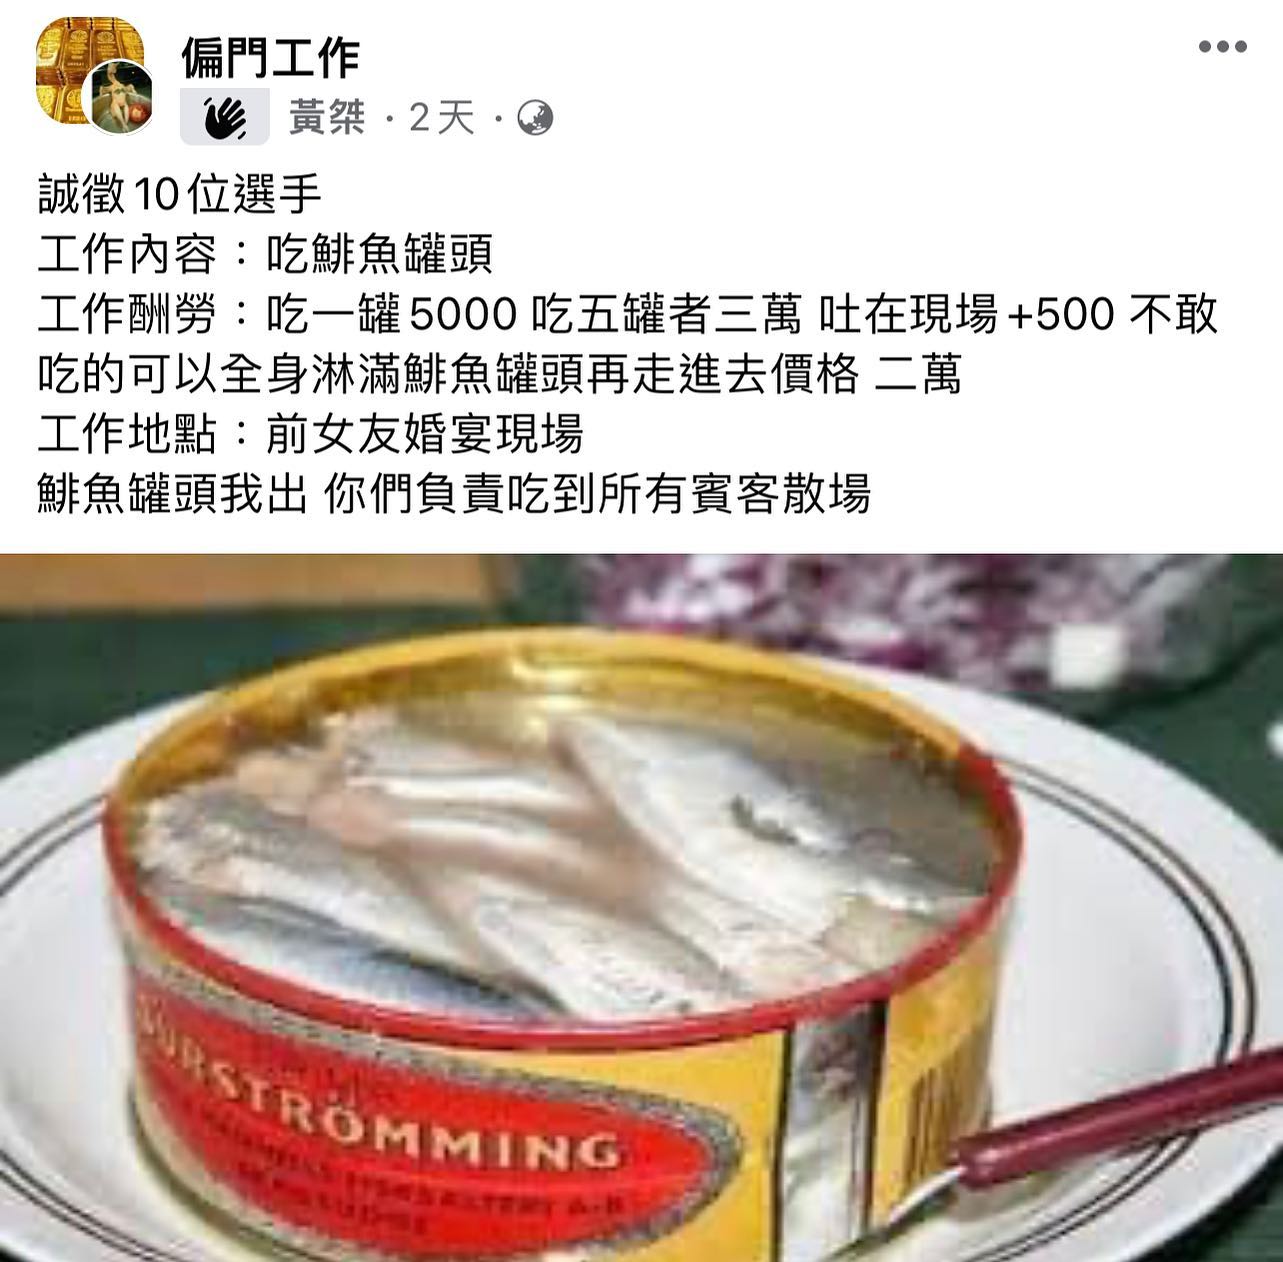 偏門工作
黃桀 · 2天 ·
誠徵10位選手
工作內容：吃鯡魚罐頭
工作酬勞：吃一罐5000 吃五罐者三萬 吐在現場+500 不敢
吃的可以全身淋滿鯡魚罐頭再走進去價格 二萬
工作地點：前女友婚宴現場
鯡魚罐頭我出 你們負責吃到所有賓客散場
SURSTRÖMMING